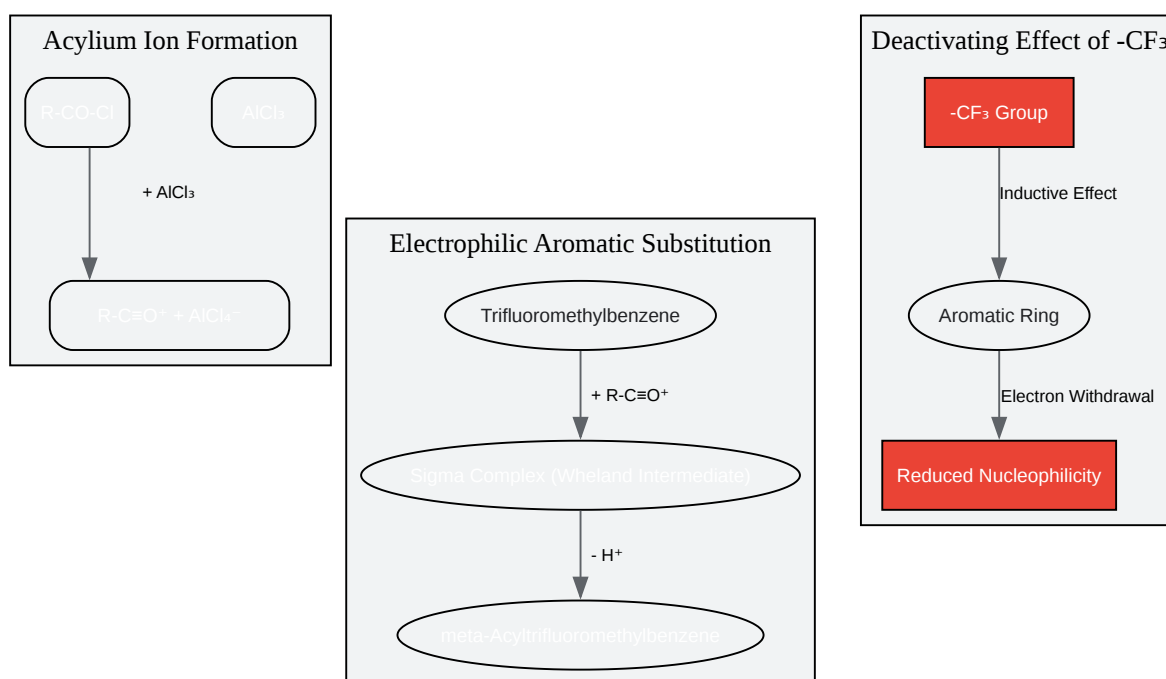 Acylium Ion Formation
R-CO-Cl
AlCl₃
+ AlCl₃
R-C≡O⁺ + AlCl₄⁻
Electrophilic Aromatic Substitution
Trifluoromethylbenzene
+ R-C≡O⁺
Sigma Complex (Wheland Intermediate)
- H⁺
meta-Acyltrifluoromethylbenzene
Deactivating Effect of -CF₃
-CF₃ Group
Inductive Effect
Aromatic Ring
Electron Withdrawal
Reduced Nucleophilicity